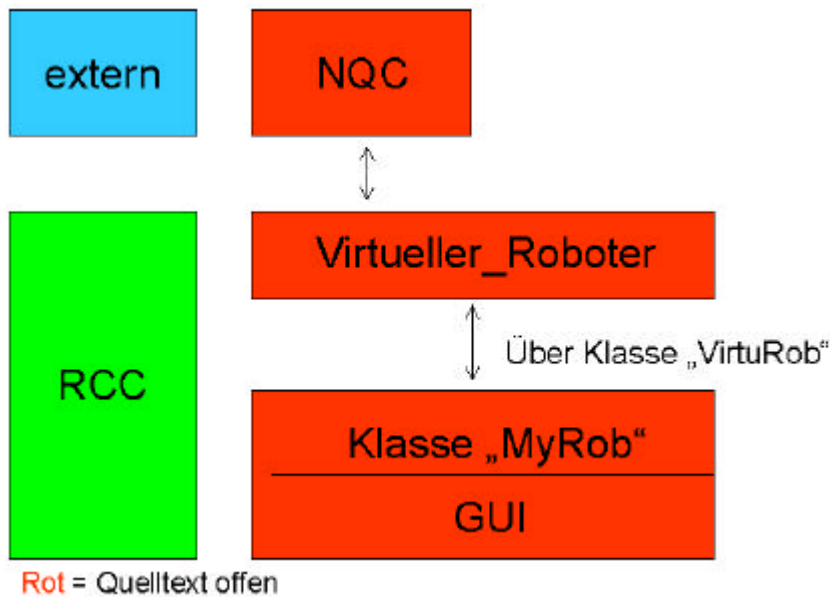 extern
NQC
Virtueller_Roboter
Über Klasse „VirtuRob“
RCC
Klasse „MyRob“
GUI
Rot = Quelltext offen